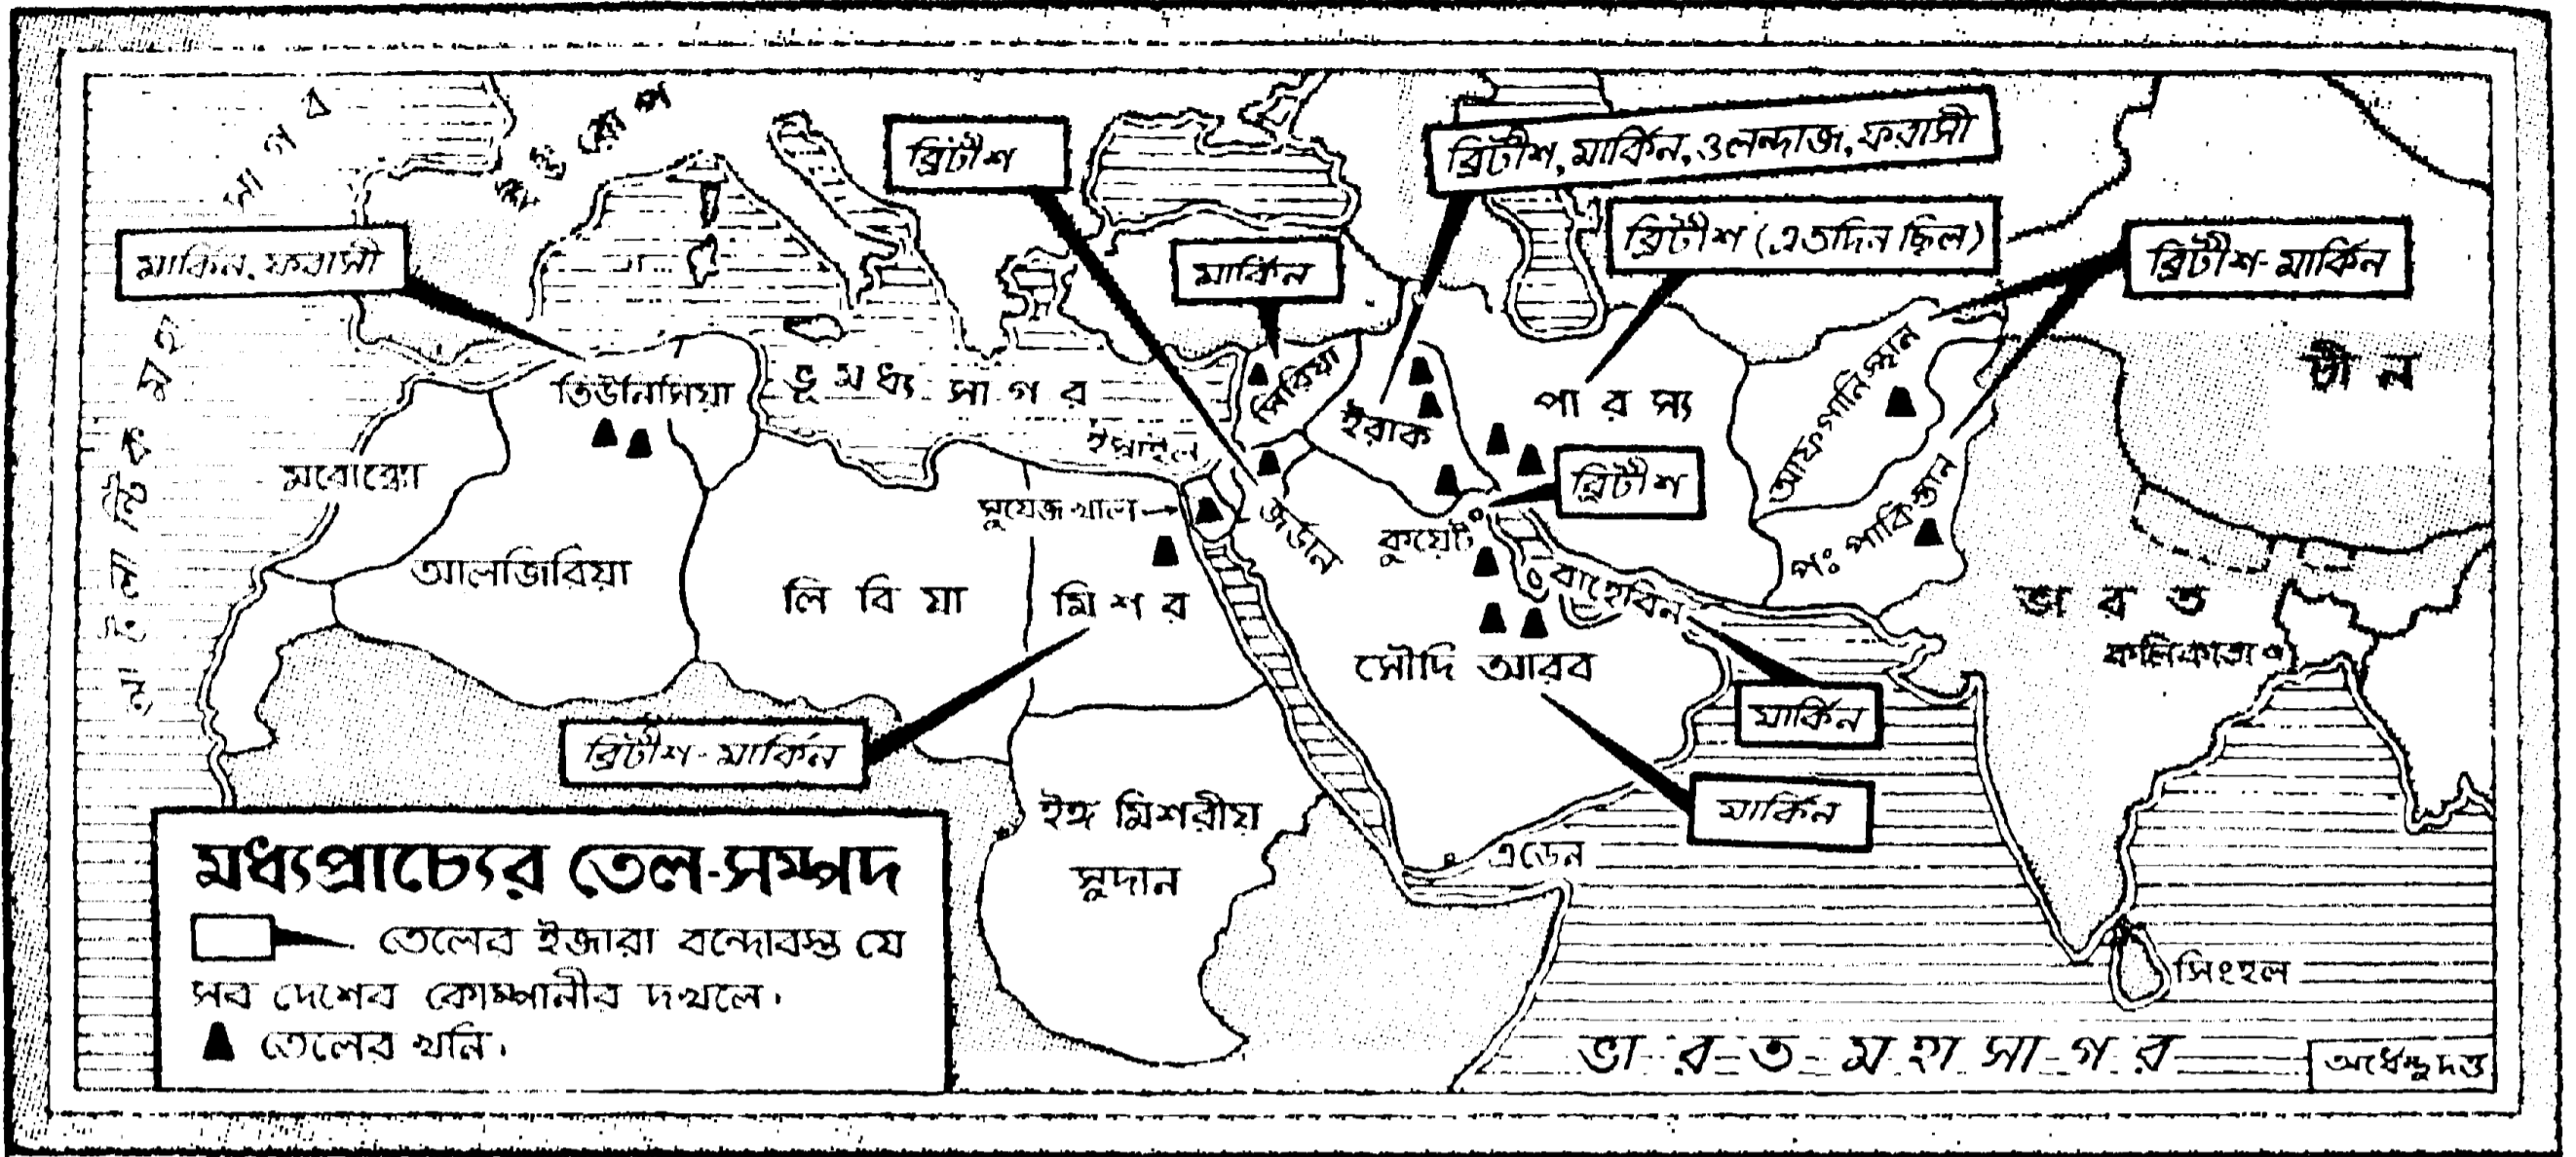 সাগর
ইউরোপ
ব্রিটীশ
ব্রিটীশ, মার্কিন, ওলন্দাজ, ফরাসী
মার্কিন, ফরাসী
মার্কিন
ব্রিটীশ (এতদিন ছিল)
ব্রিটীশ-মার্কিন
চীন
তিউনিসিয়া
ভূমধ্য সাগর
সিরিয়া
ইরাক
পারস্য
আফগানিস্থান
ইস্রাইল
মরোক্কো
সুয়েজ খাল
জর্ডান
কুয়েট
ব্রিটীশ
পঃ পাকিস্তান
আলজিরিয়া
লিবিয়া
মিশর
বাহেরিন
ভারত
কলিকাতা
সৌদি আরব
মার্কিন
ব্রিটীশ-মার্কিন
মার্কিন
ইঙ্গ মিশরীয়
সুদান
এডেন
সিংহল
ভারত মহাসাগর
মধ্যপ্রাচ্যের তেল-সম্পদ
তেলের ইজারা বন্দোবস্ত যে
সব দেশের কোম্পানীর দখলে।
তেলের খনি।
অর্ধেন্দু দত্ত